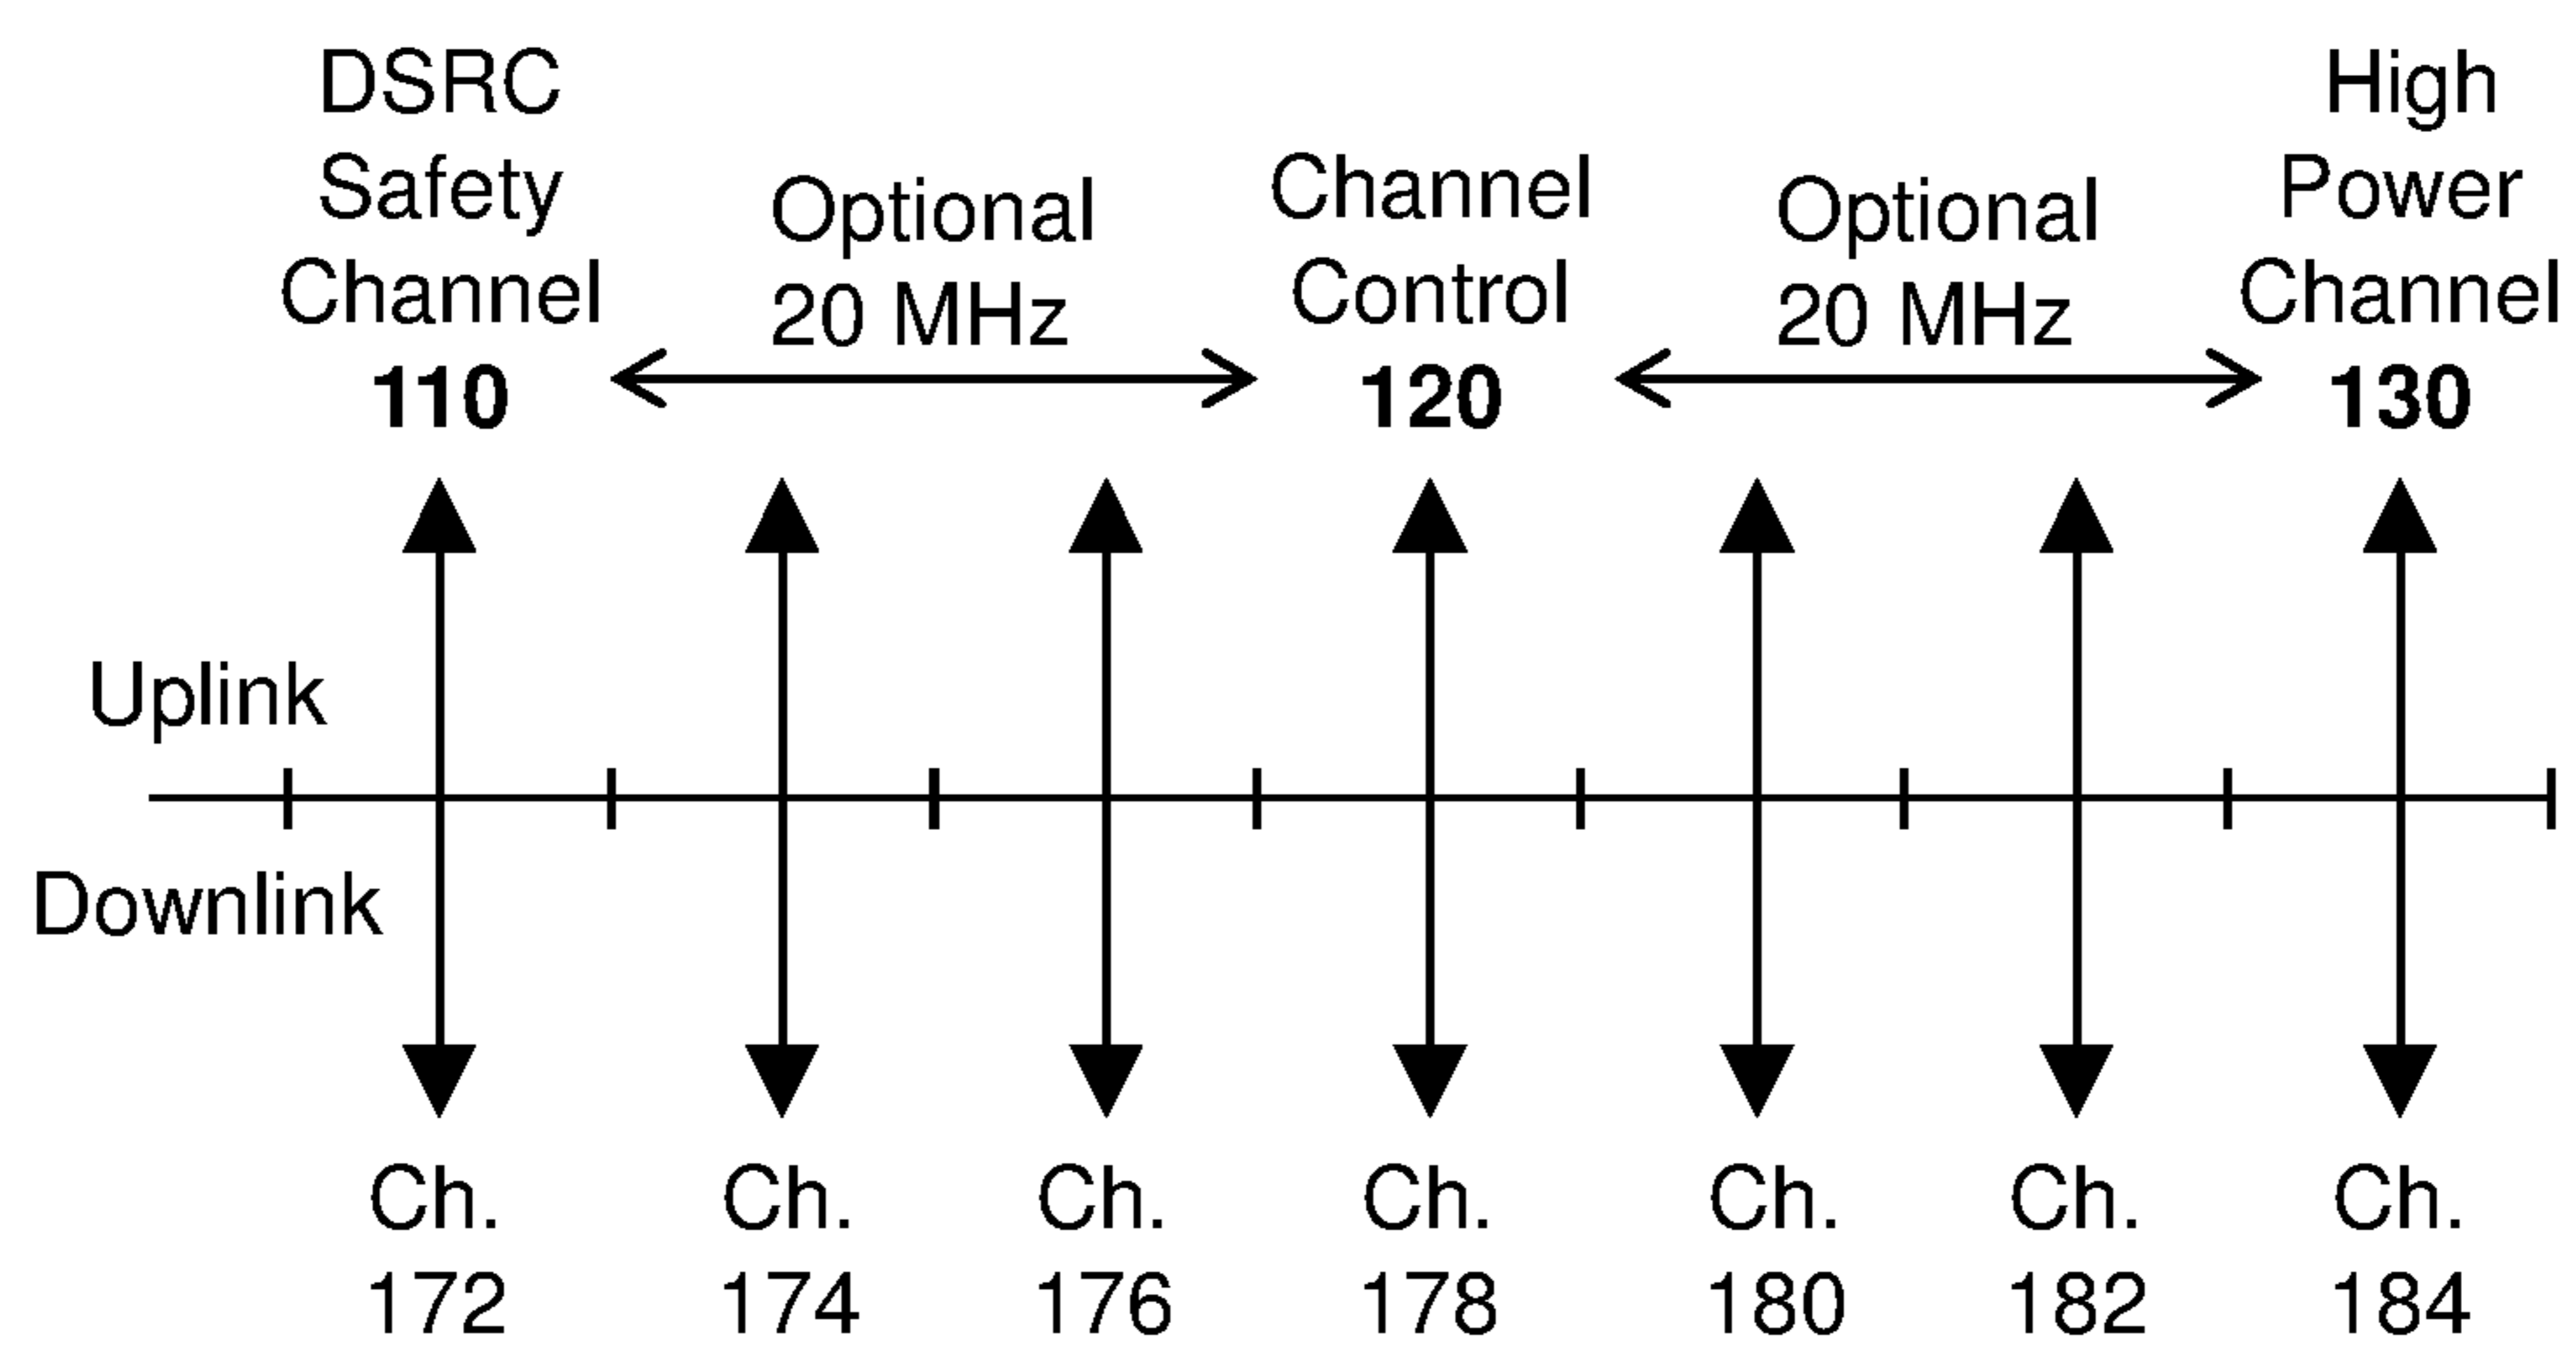 DSRC
Safety
Channel
110
Optional
20 MHz
Channel
Control
120
Optional
20 MHz
High
Power
Channel
130
Uplink
Downlink
Ch.
172
Ch.
174
Ch.
176
Ch.
178
Ch.
180
Ch.
182
Ch.
184